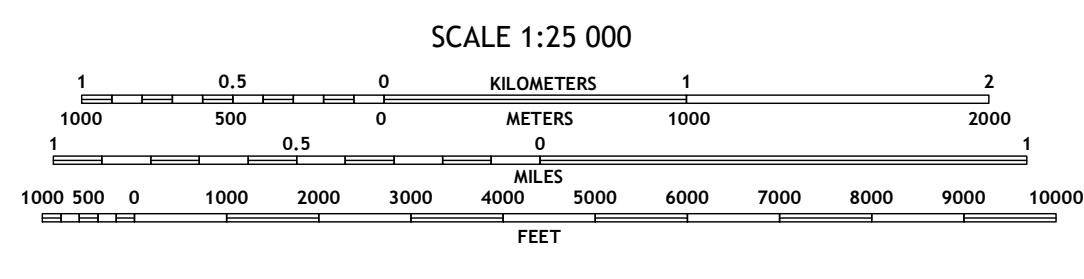 SCALE 1:25 000
1 0.5 0 KILOMETERS 1 2
1000 500 0 METERS 1000 2000
1 0.5 0 1
MILES
1000 500 0 1000 2000 3000 4000 5000 6000 7000 8000 9000 10000
FEET